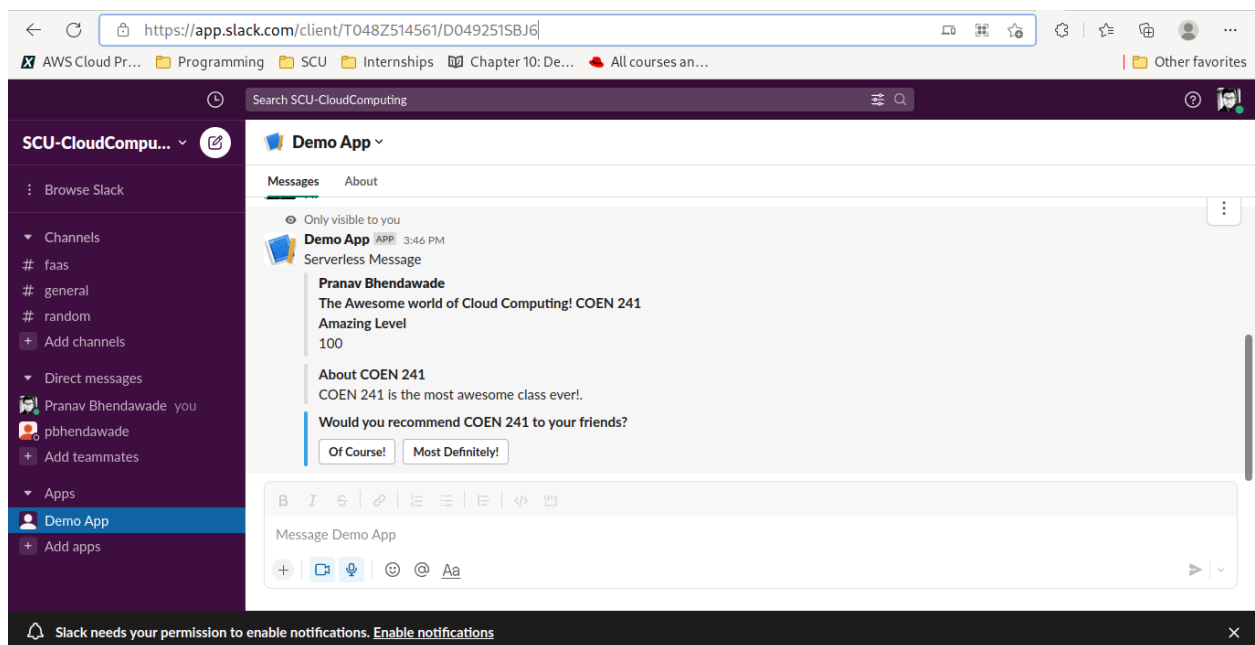 https://app.slack.com/client/T048Z514561/D049251SBJ6
AWS Cloud Pr... Programming SCU Internships Chapter 10: De... All courses an... Other favorites
Search SCU-CloudComputing
SCU-CloudCompu...
Demo App
Messages About
Browse Slack
Only visible to you
Channels
Demo App APP 3:46 PM
# faas
Serverless Message
Pranav Bhendawade
# general
The Awesome world of Cloud Computing! COEN 241
# random
Amazing Level
+ Add channels
100
Direct messages
About COEN 241
COEN 241 is the most awesome class ever!.
Pranav Bhendawade you
Would you recommend COEN 241 to your friends?
pbhendawade
Of Course! Most Definitely!
+ Add teammates
Apps
B I S
Demo App
Message Demo App
+ Add apps
+ @ Aa
Slack needs your permission to enable notifications. Enable notifications